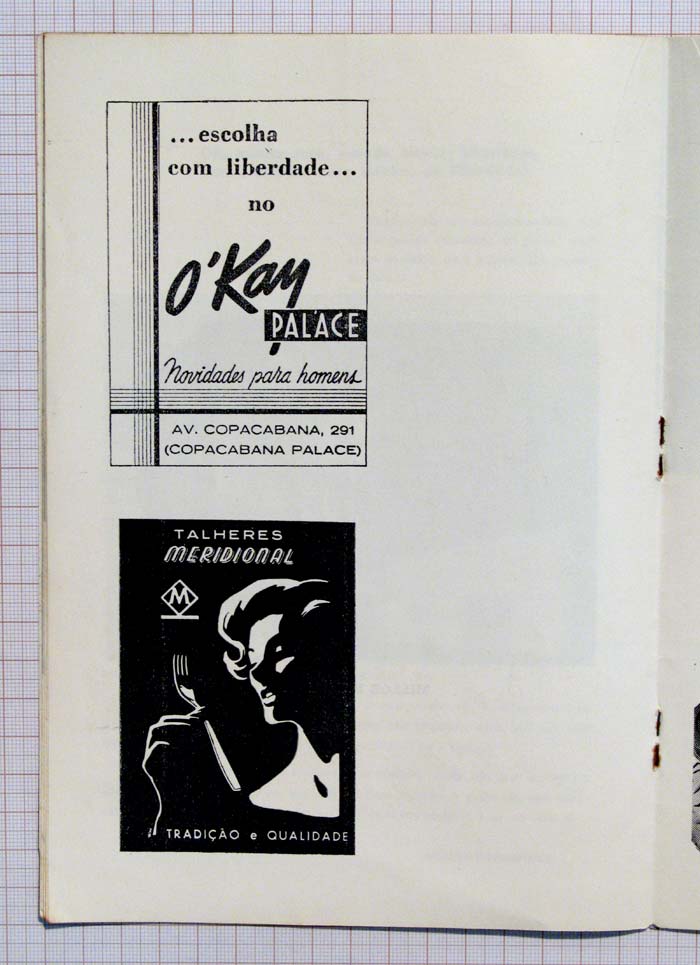 ...escolha
com liberdade...
no
O'Kay
PALACE
Novidades para homens
AV. COPACABANA, 291
(COPACABANA PALACE)
TALHERES
MERIDIONAL
M
TRADIÇÃO e QUALIDADE